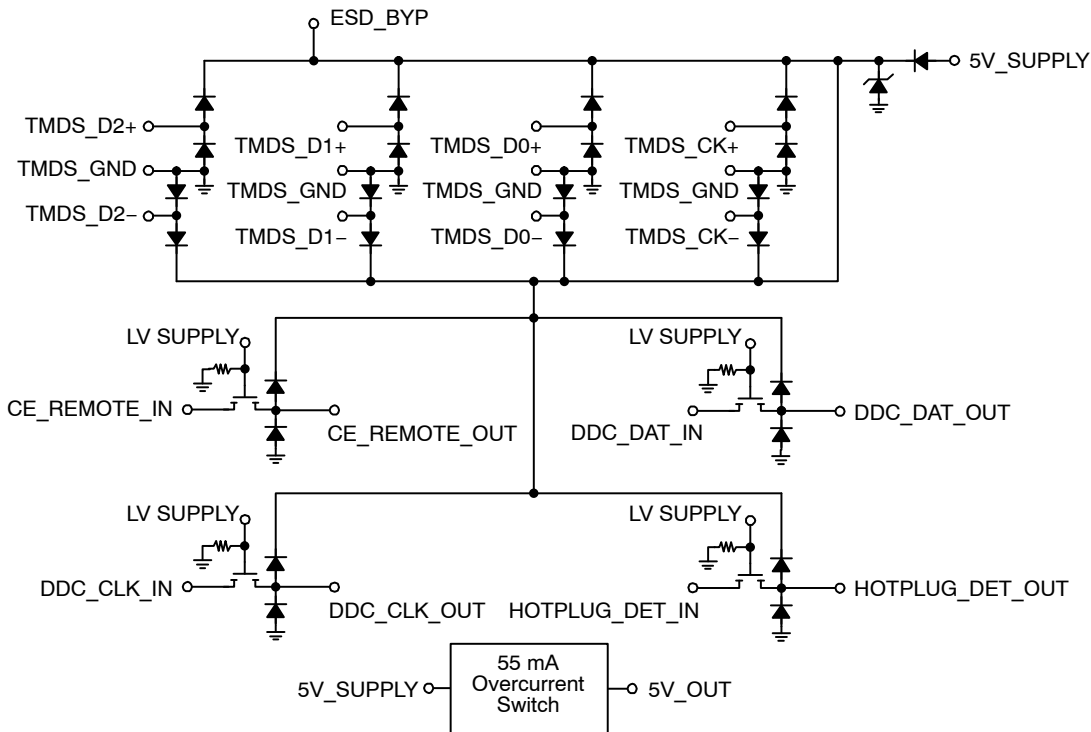 ESD_BYP
5V_SUPPLY
TMDS_D2+
TMDS_D1+
TMDS_D0+
TMDS_CK+
TMDS_GND
TMDS_GND
TMDS_GND
TMDS_GND
TMDS_D2−
TMDS_D1−
TMDS_D0−
TMDS_CK−
LV SUPPLY
LV SUPPLY
CE_REMOTE_IN
CE_REMOTE_OUT
DDC_DAT_IN
DDC_DAT_OUT
LV SUPPLY
LV SUPPLY
DDC_CLK_IN
DDC_CLK_OUT
HOTPLUG_DET_IN
HOTPLUG_DET_OUT
5V_SUPPLY
55 mA
Overcurrent
Switch
5V_OUT